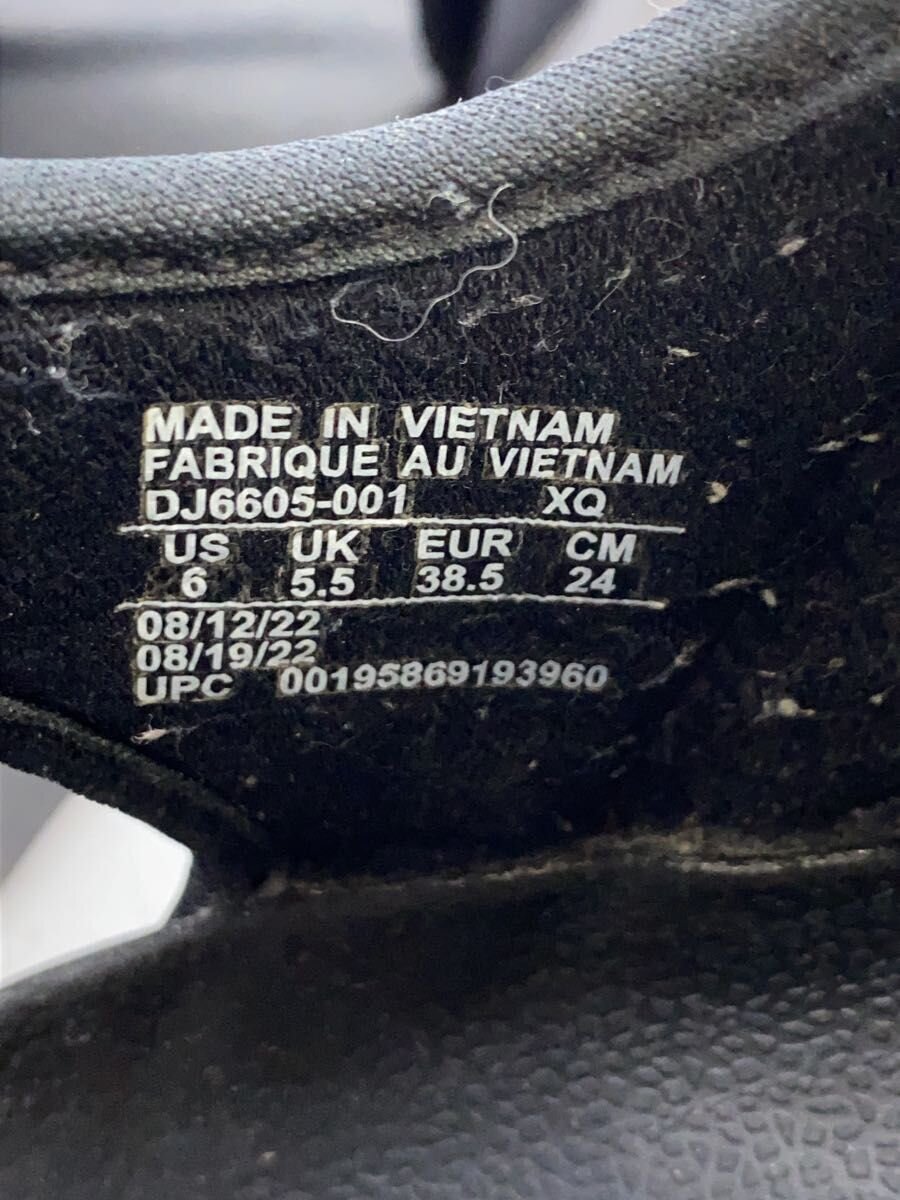 MADE IN VIETNAM
FABRIQUE AU VIETNAM
DJ6605-001 XQ
US UK EUR CM
6 5.5 38.5 24
08/12/22
08/19/22
UPC 00195869193960